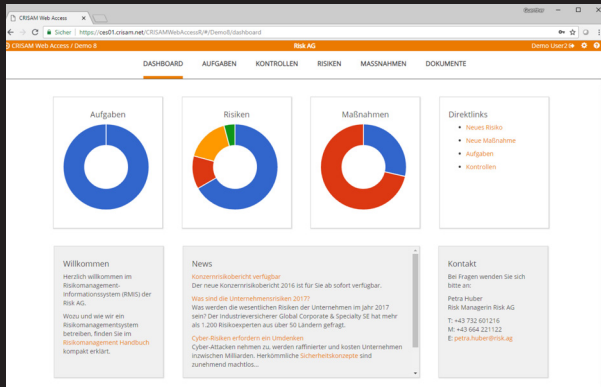 Guenther
CRISAM Web Access
Sicher | https://ces01.crisam.net/CRISAMWebAccessR/#/Demo8/dashboard
CRISAM Web Access / Demo 8
Risk AG
Demo User2
DASHBOARD AUFGABEN KONTROLLEN RISIKEN MASSNAHMEN DOKUMENTE
Aufgaben
Risiken
Maßnahmen
Direktlinks
Neues Risiko
Neue Maßnahme
Aufgaben
Kontrollen
Willkommen
Herzlich willkommen im
Risikomanagement-
Informationssystem (RMIS) der
Risk AG.
Wozu und wie wir ein
Risikomanagementsystem
betreiben, finden Sie im
Risikomanagement Handbuch
kompakt erklärt.
News
Konzernrisikobericht verfügbar
Der neue Konzernrisikobericht 2016 ist für Sie ab sofort verfügbar.
Was sind die Unternehmensrisiken 2017?
Was werden die wesentlichen Risiken der Unternehmen im Jahr 2017
sein? Der Industrieversicherer Global Corporate & Specialty SE hat mehr
als 1.200 Risikoexperten aus über 50 Ländern gefragt.
Cyber-Risiken erfordern ein Umdenken
Cyber-Attacken nehmen zu, werden raffinierter und kosten Unternehmen
inzwischen Milliarden. Herkömmliche Sicherheitskonzepte sind
zunehmend machtlos...
Kontakt
Bei Fragen wenden Sie sich
bitte an:
Petra Huber
Risk Managerin Risk AG
T: +43 732 601216
M: +43 664 221122
E: petra.huber@risk.ag